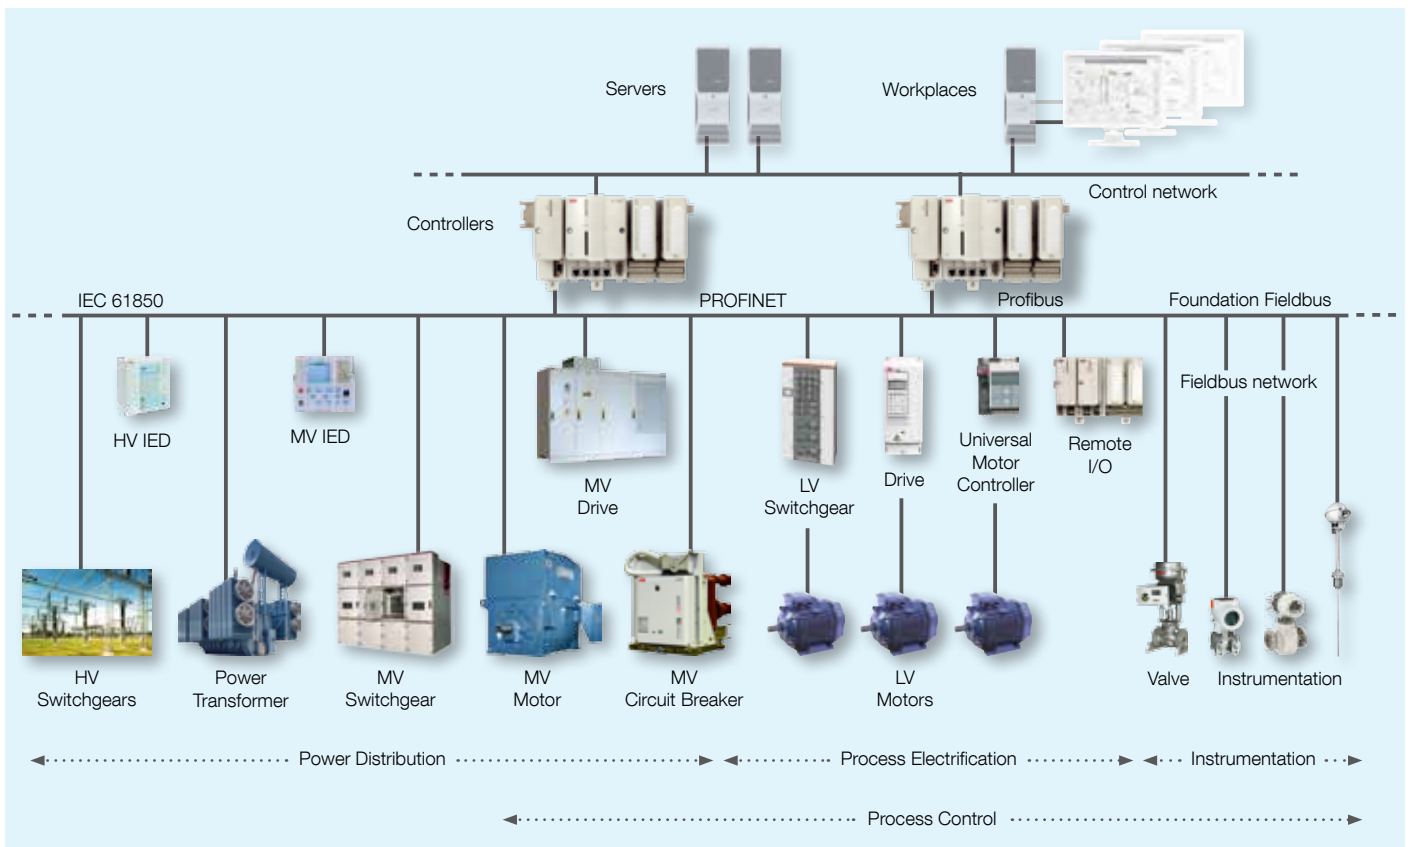 Servers
Workplaces
Control network
Controllers
IEC 61850
PROFINET
Profibus
Foundation Fieldbus
Fieldbus network
HV IED
MV IED
MV
Drive
LV
Switchgear
Drive
Universal
Motor
Controller
Remote
I/O
HV
Switchgears
Power
Transformer
MV
Switchgear
MV
Motor
MV
Circuit Breaker
LV
Motors
Valve
Instrumentation
Power Distribution
Process Electrification
Instrumentation
Process Control